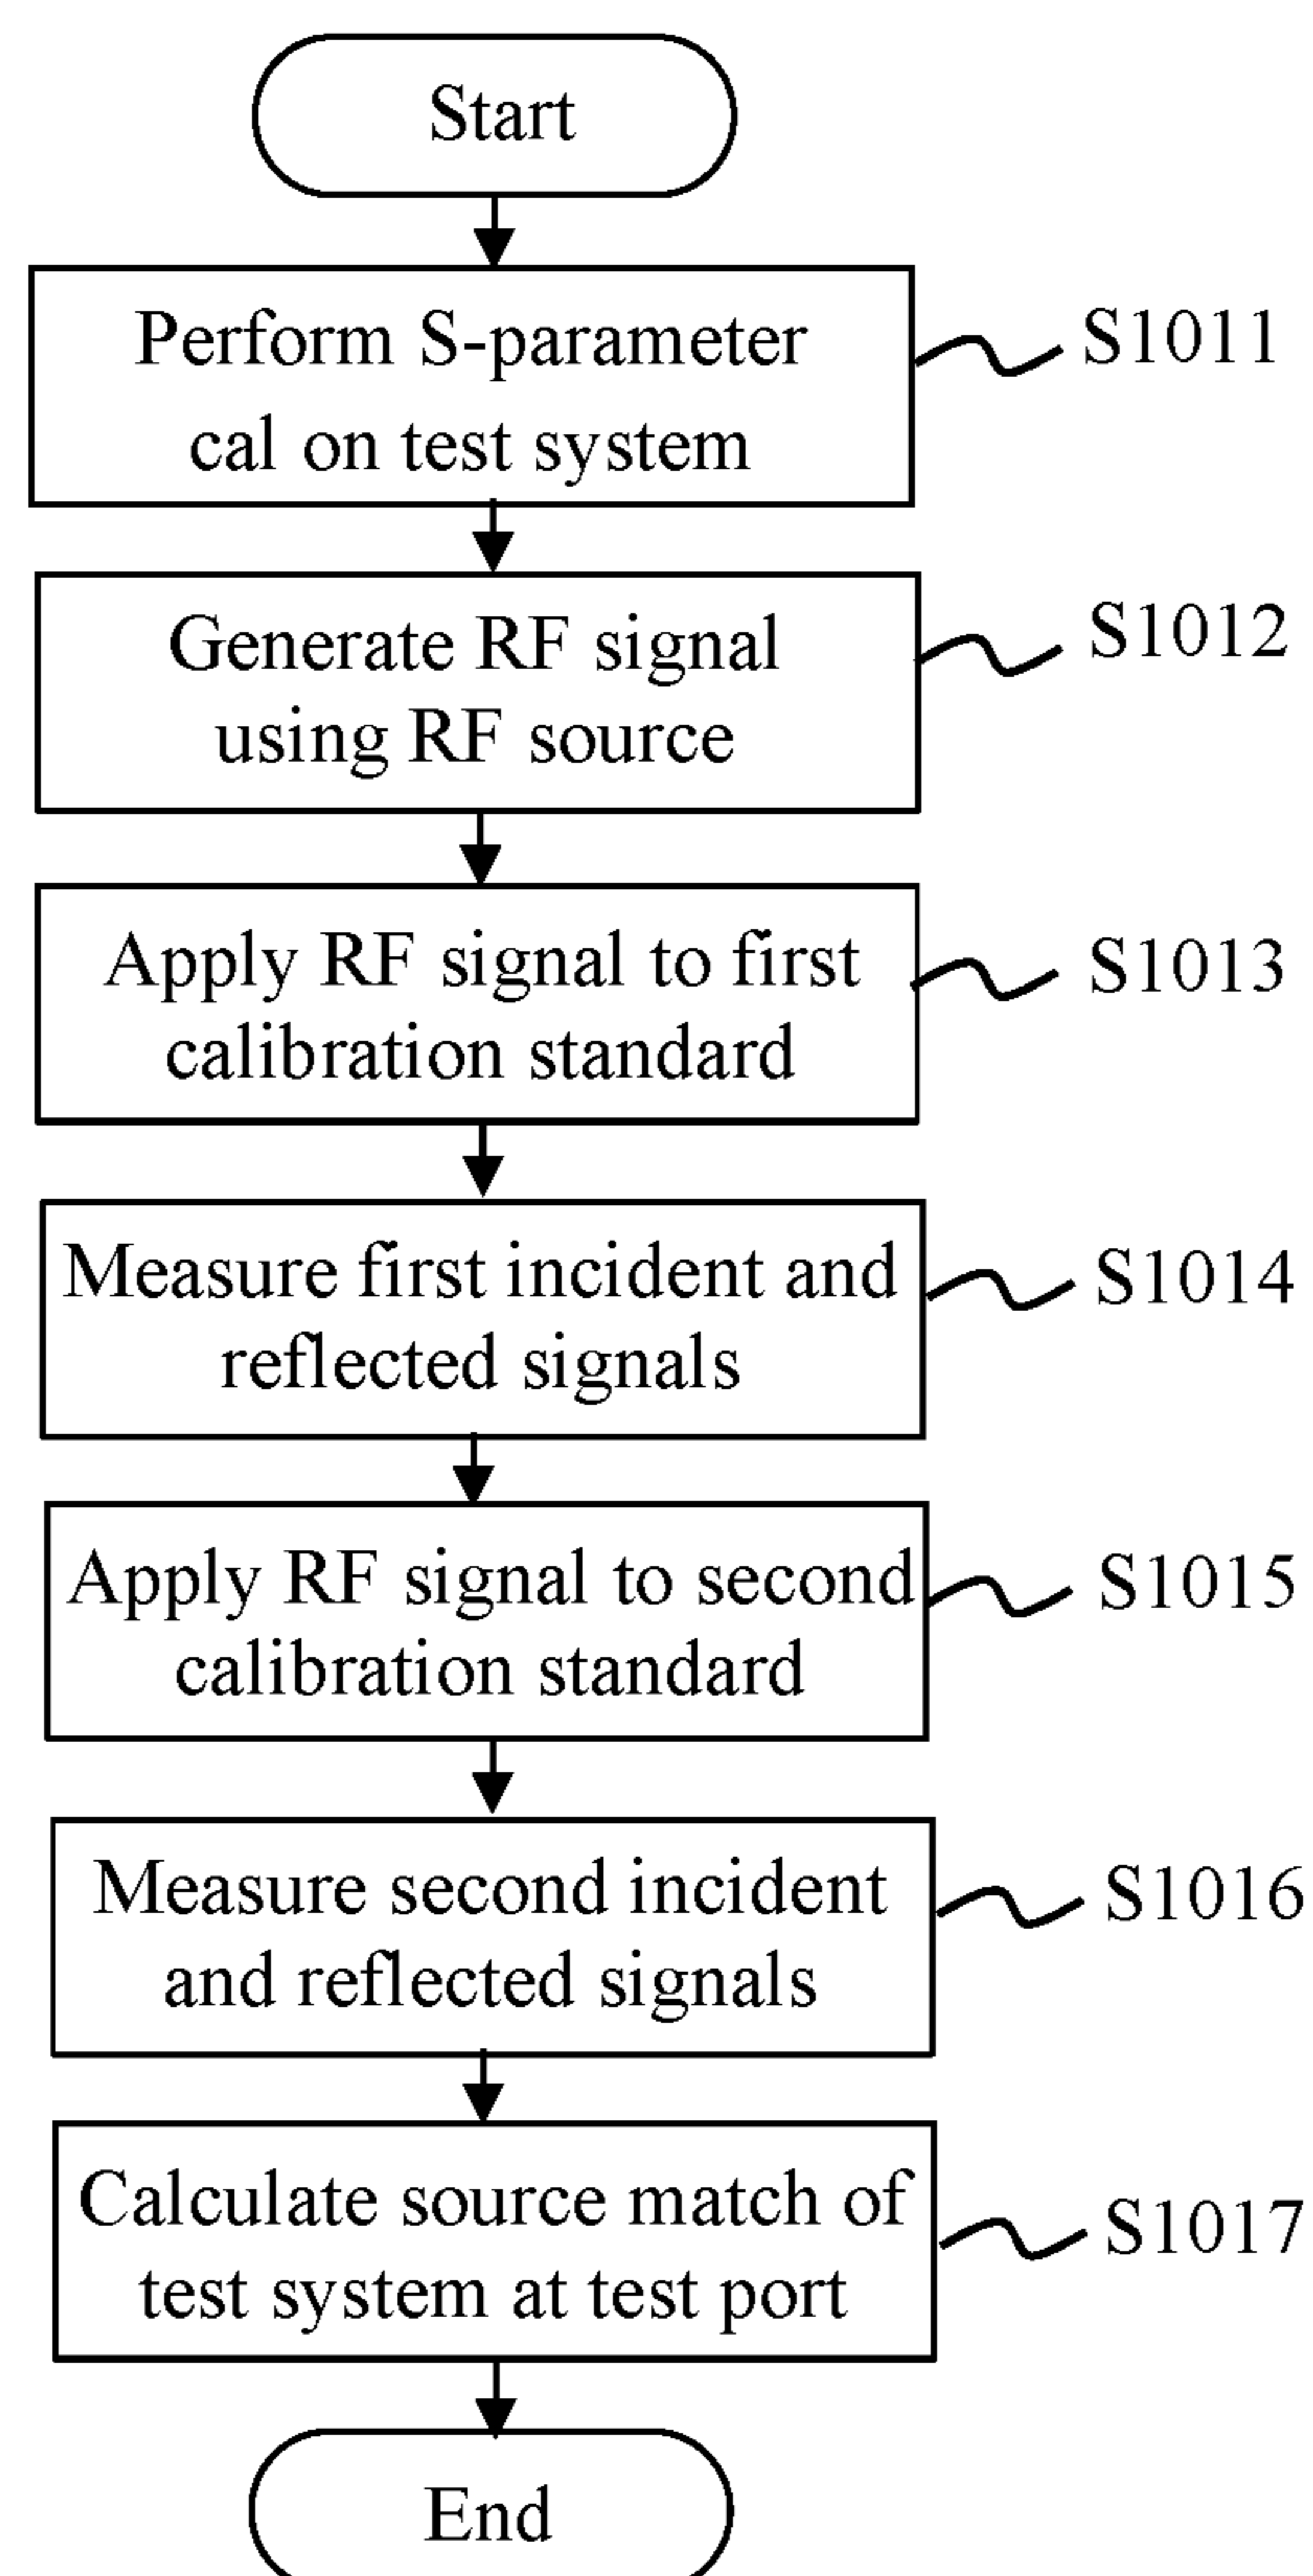 Start
Perform S-parameter
cal on test system
S1011
Generate RF signal
using RF source
S1012
Apply RF signal to first
calibration standard
S1013
Measure first incident and
reflected signals
S1014
Apply RF signal to second
calibration standard
S1015
Measure second incident
and reflected signals
S1016
Calculate source match of
test system at test port
S1017
End